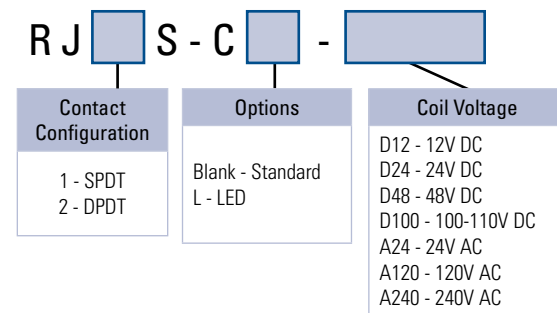 RJ S-C -
Contact
Configuration
1 - SPDT
2 - DPDT
Options
Blank - Standard
L - LED
Coil Voltage
D12 - 12V DC
D24 - 24V DC
D48 - 48V DC
D100 - 100-110V DC
A24 - 24V AC
A120 - 120V AC
A240 - 240V AC